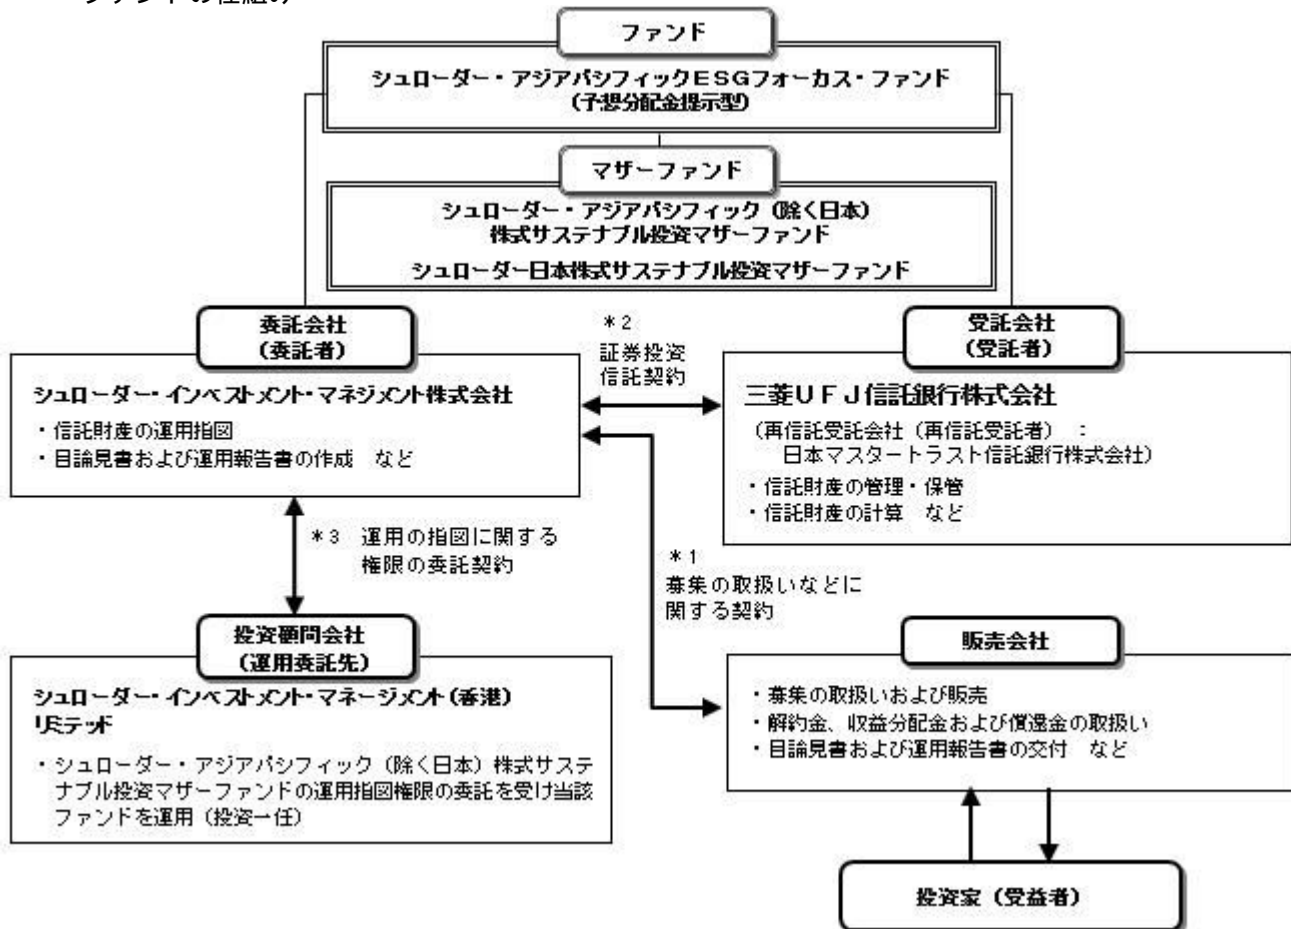 ファンドの仕組み
ファンド
シュローダー・アジアパシフィックＥＳＧフォーカス・ファンド
（予想分配金提示型）
マザーファンド
シュローダー・アジアパシフィック（除く日本）
株式サステナブル投資マザーファンド
シュローダー日本株式サステナブル投資マザーファンド
委託会社
（委託者）
シュローダー・インベストメント・マネジメント株式会社
・信託財産の運用指図
・目論見書および運用報告書の作成　など
＊2
証券投資
信託契約
受託会社
（受託者）
三菱ＵＦＪ信託銀行株式会社
（再信託受託会社（再信託受託者）：
日本マスタートラスト信託銀行株式会社）
・信託財産の管理・保管
・信託財産の計算　など
＊3　運用の指図に関する
権限の委託契約
＊1
募集の取扱いなどに
関する契約
投資顧問会社
（運用委託先）
シュローダー・インベストメント・マネージメント（香港）
リミテッド
・シュローダー・アジアパシフィック（除く日本）株式サステ
ナブル投資マザーファンドの運用指図権限の委託を受け当該
ファンドを運用（投資一任）
販売会社
・募集の取扱いおよび販売
・解約金、収益分配金および償還金の取扱い
・目論見書および運用報告書の交付　など
投資家（受益者）